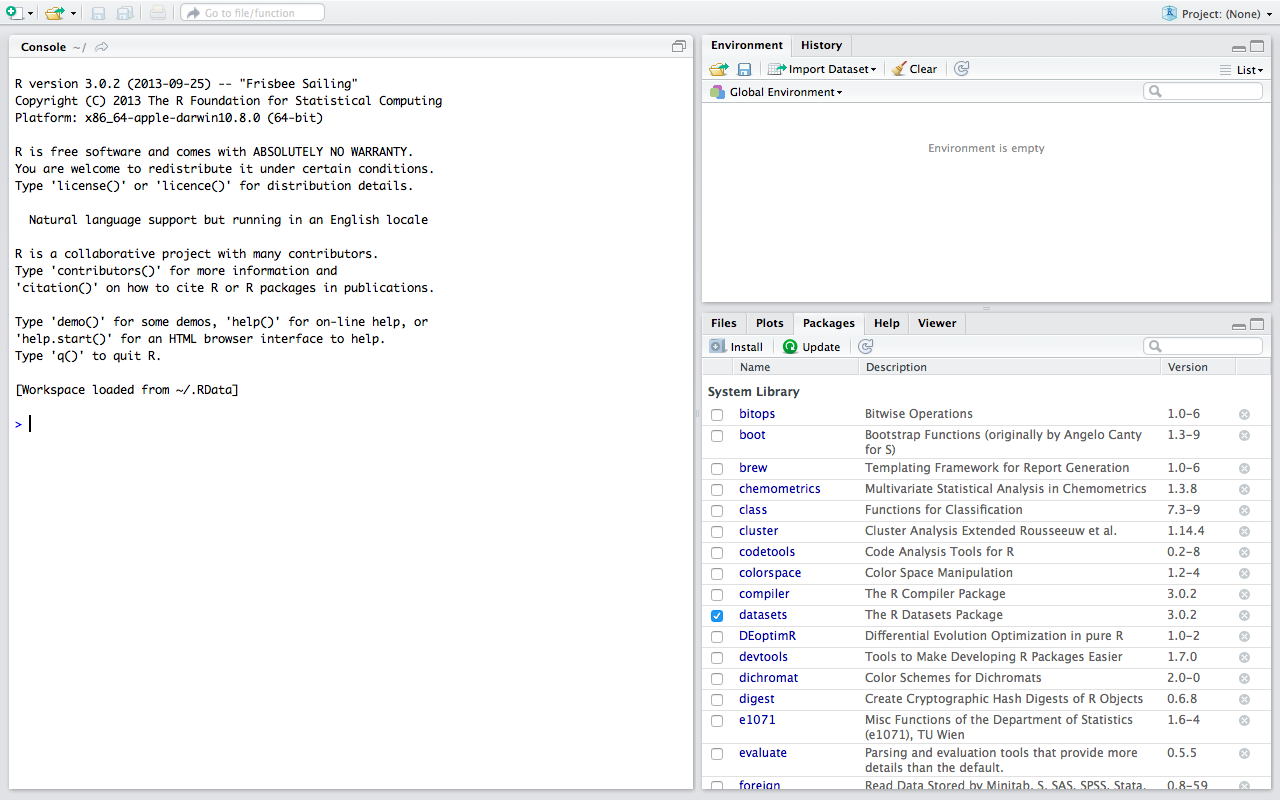 Go to file/function
Project: (None)
Console ~/
R version 3.0.2 (2013-09-25) -- "Frisbee Sailing"
Copyright (C) 2013 The R Foundation for Statistical Computing
Platform: x86_64-apple-darwin10.8.0 (64-bit)
R is free software and comes with ABSOLUTELY NO WARRANTY.
You are welcome to redistribute it under certain conditions.
Type 'license()' or 'licence()' for distribution details.
Natural language support but running in an English locale
R is a collaborative project with many contributors.
Type 'contributors()' for more information and
'citation()' on how to cite R or R packages in publications.
Type 'demo()' for some demos, 'help()' for on-line help, or
'help.start()' for an HTML browser interface to help.
Type 'q()' to quit R.
[Workspace loaded from ~/.RData]
>
Environment History
Import Dataset Clear List
Global Environment
Environment is empty
Files Plots Packages Help Viewer
Install Update
Name Description Version
System Library
bitops Bitwise Operations 1.0-6
boot Bootstrap Functions (originally by Angelo Canty 1.3-9
for S)
brew Templating Framework for Report Generation 1.0-6
chemometrics Multivariate Statistical Analysis in Chemometrics 1.3.8
class Functions for Classification 7.3-9
cluster Cluster Analysis Extended Rousseeuw et al. 1.14.4
codetools Code Analysis Tools for R 0.2-8
colorspace Color Space Manipulation 1.2-4
compiler The R Compiler Package 3.0.2
datasets The R Datasets Package 3.0.2
DEoptimR Differential Evolution Optimization in pure R 1.0-2
devtools Tools to Make Developing R Packages Easier 1.7.0
dichromat Color Schemes for Dichromats 2.0-0
digest Create Cryptographic Hash Digests of R Objects 0.6.8
e1071 Misc Functions of the Department of Statistics 1.6-4
(e1071), TU Wien
evaluate Parsing and evaluation tools that provide more 0.5.5
details than the default.
foreign Read Data Stored by Minitab, S, SAS, SPSS, Stata, 0.8-59